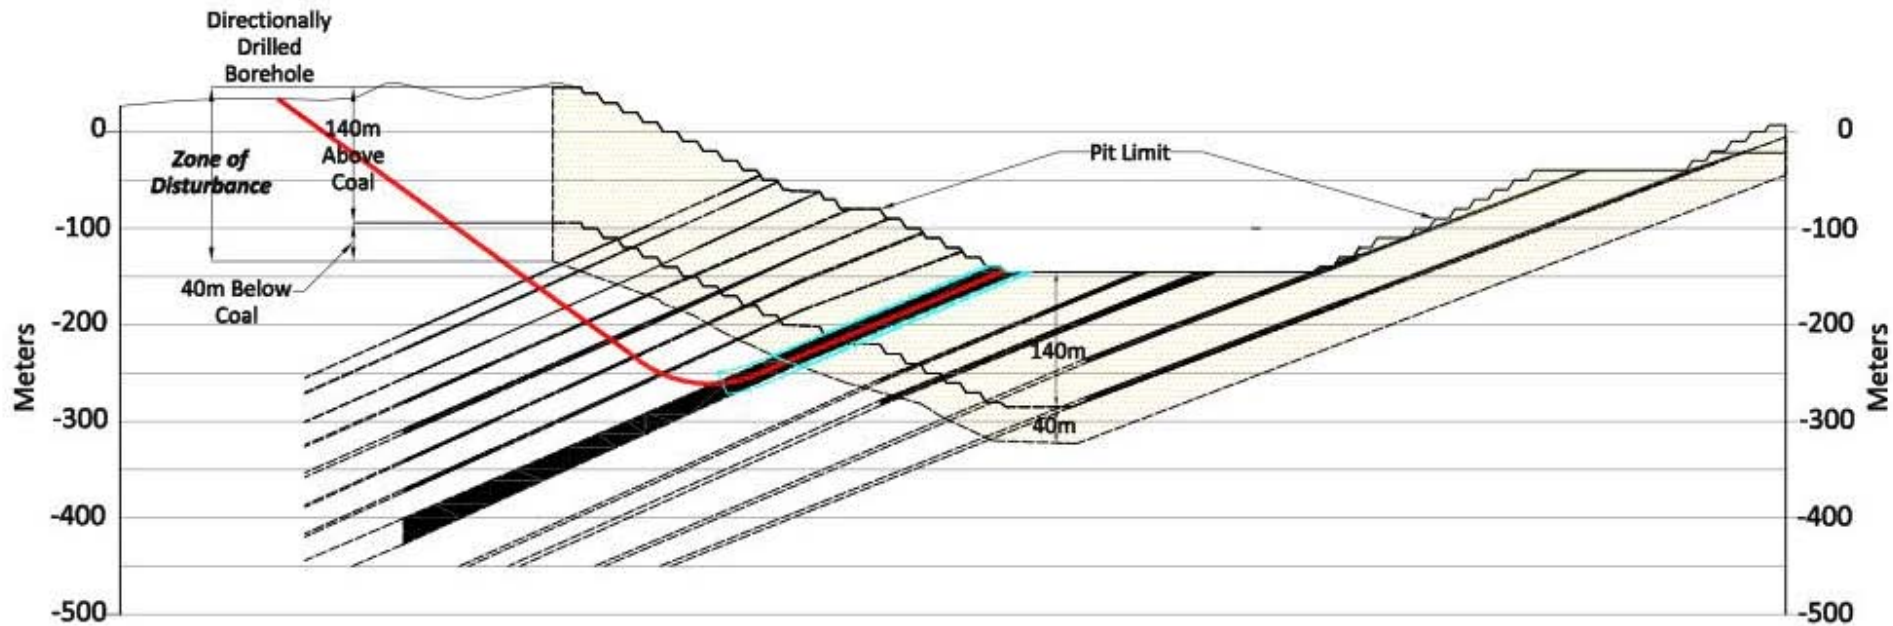 Directionally
Drilled
Borehole
0
140m
Above
Coal
Zone of
Disturbance
Pit Limit
0
-100
-100
40m Below
Coal
-200
140m
-200
Meters
Meters
-300
40m
-300
-400
-400
-500
-500